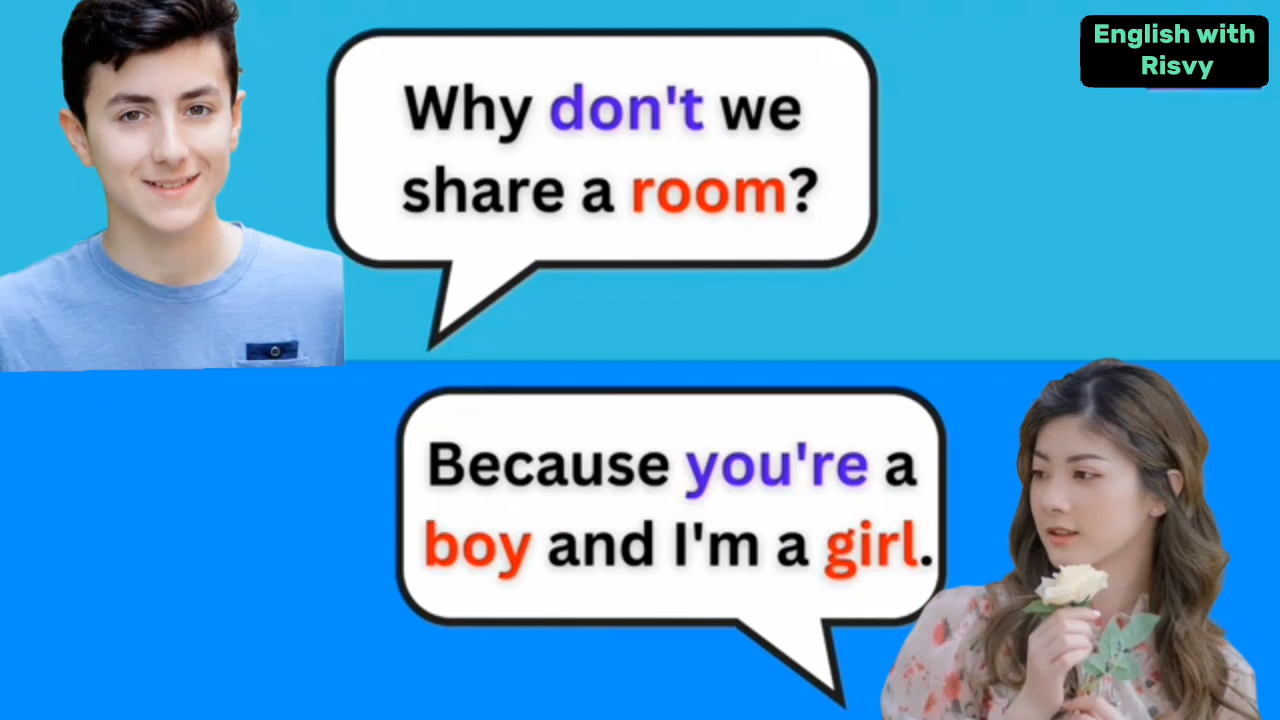 English with
Risvy
Why don't we
share a room?
Because you're a
boy and I'm a girl.